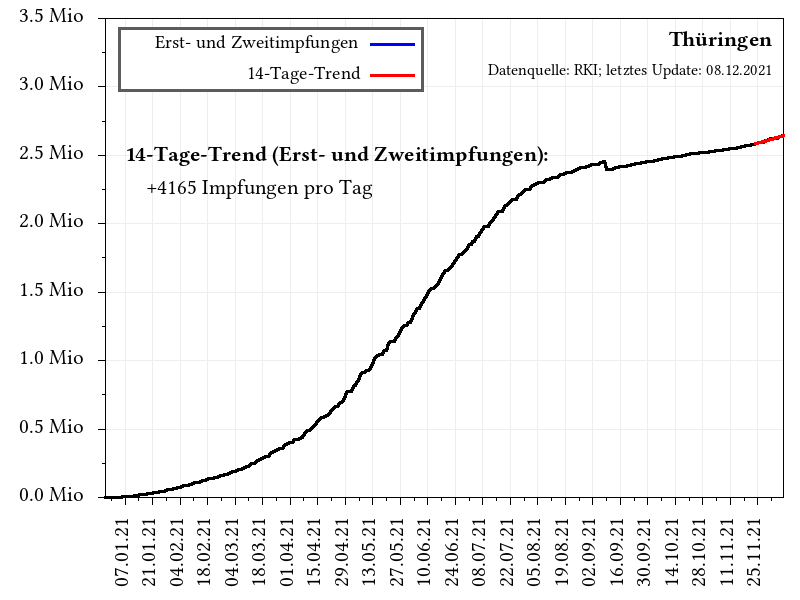 3.5 Mio
3.0 Mio
2.5 Mio
2.0 Mio
1.5 Mio
1.0 Mio
0.5 Mio
0.0 Mio
Erst- und Zweitimpfungen
14-Tage-Trend
Thüringen
Datenquelle: RKI; letztes Update: 08.12.2021
14-Tage-Trend (Erst- und Zweitimpfungen):
+4165 Impfungen pro Tag
07.01.21
21.01.21
04.02.21
18.02.21
04.03.21
18.03.21
01.04.21
15.04.21
29.04.21
13.05.21
27.05.21
10.06.21
24.06.21
08.07.21
22.07.21
05.08.21
19.08.21
02.09.21
16.09.21
30.09.21
14.10.21
28.10.21
11.11.21
25.11.21